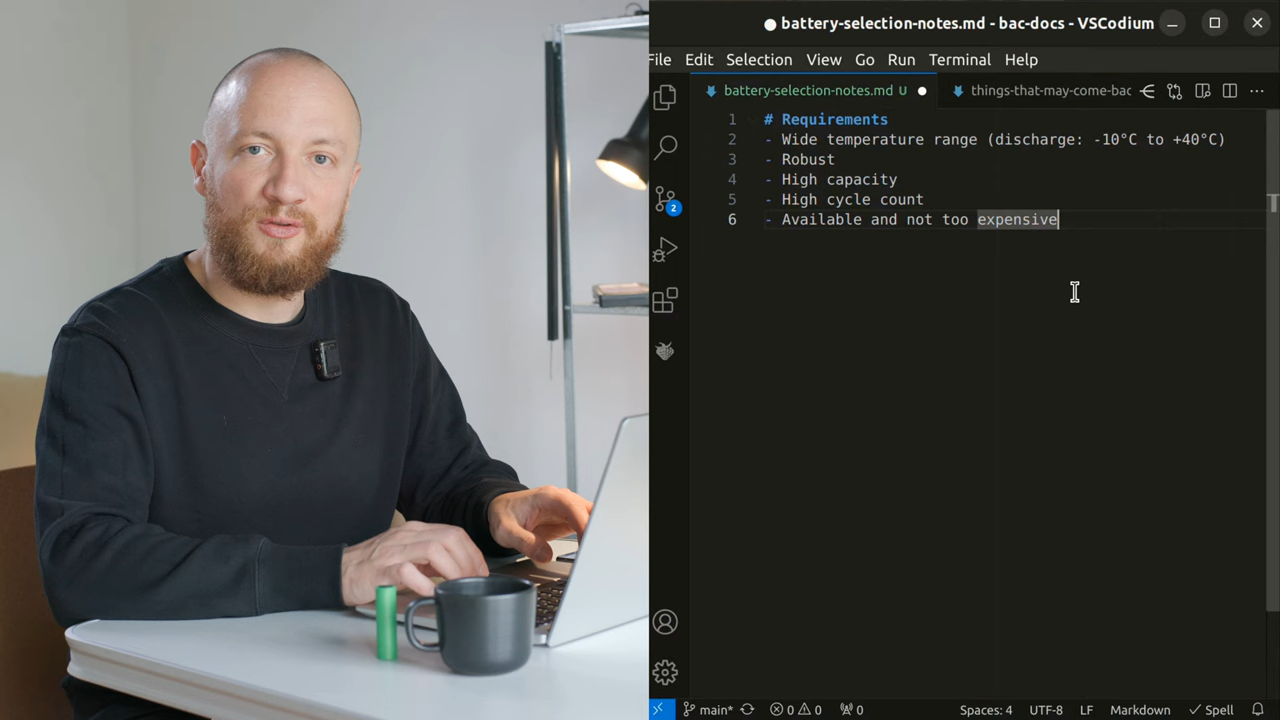 battery-selection-notes.md - bac-docs - VSCodium
File Edit Selection View Go Run Terminal Help
battery-selection-notes.md U
things-that-may-come-bac
1 # Requirements
2 - Wide temperature range (discharge: -10°C to +40°C)
3 - Robust
4 - High capacity
5 - High cycle count
6 - Available and not too expensive
2
main* 0 0 0 Spaces: 4 UTF-8 LF Markdown Spell